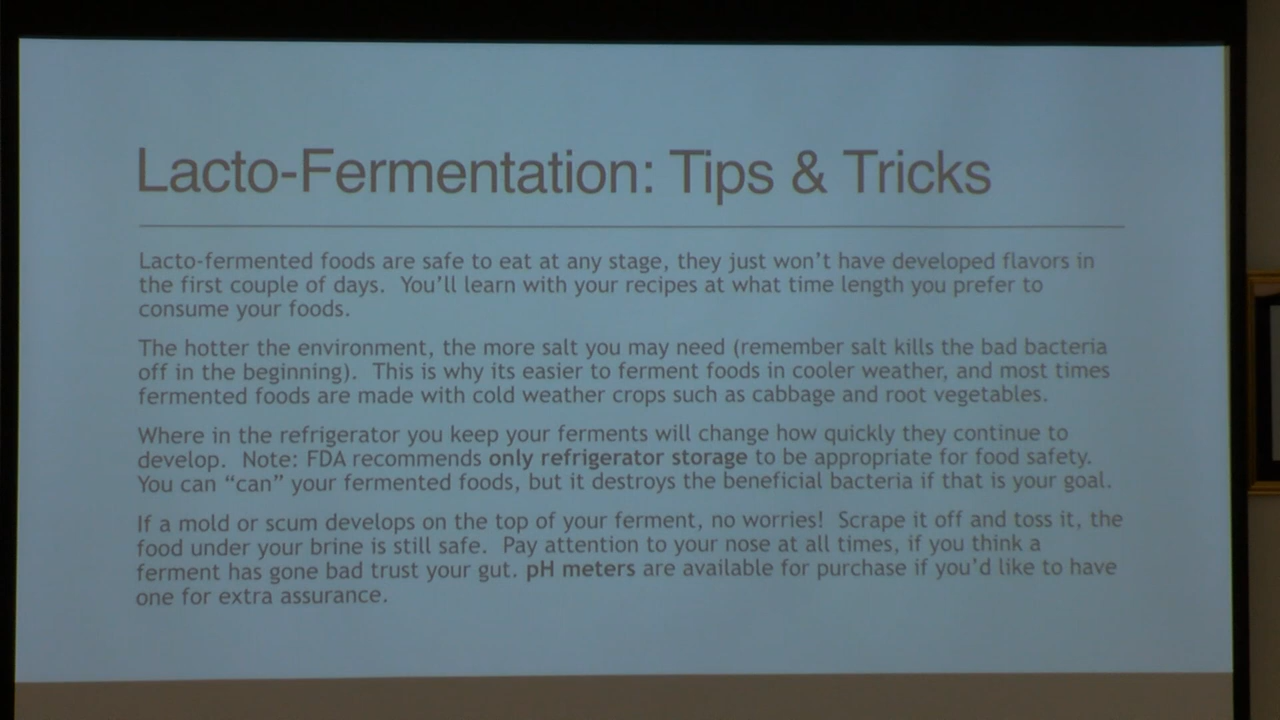 Lacto-Fermentation: Tips & Tricks
Lacto-fermented foods are safe to eat at any stage, they just won't have developed flavors in
the first couple of days.  You'll learn with your recipes at what time length you prefer to
consume your foods.
The hotter the environment, the more salt you may need (remember salt kills the bad bacteria
off in the beginning).  This is why its easier to ferment foods in cooler weather, and most times
fermented foods are made with cold weather crops such as cabbage and root vegetables.
Where in the refrigerator you keep your ferments will change how quickly they continue to
develop.  Note: FDA recommends only refrigerator storage to be appropriate for food safety.
You can “can” your fermented foods, but it destroys the beneficial bacteria if that is your goal.
If a mold or scum develops on the top of your ferment, no worries!  Scrape it off and toss it, the
food under your brine is still safe.  Pay attention to your nose at all times, if you think a
ferment has gone bad trust your gut. pH meters are available for purchase if you'd like to have
one for extra assurance.